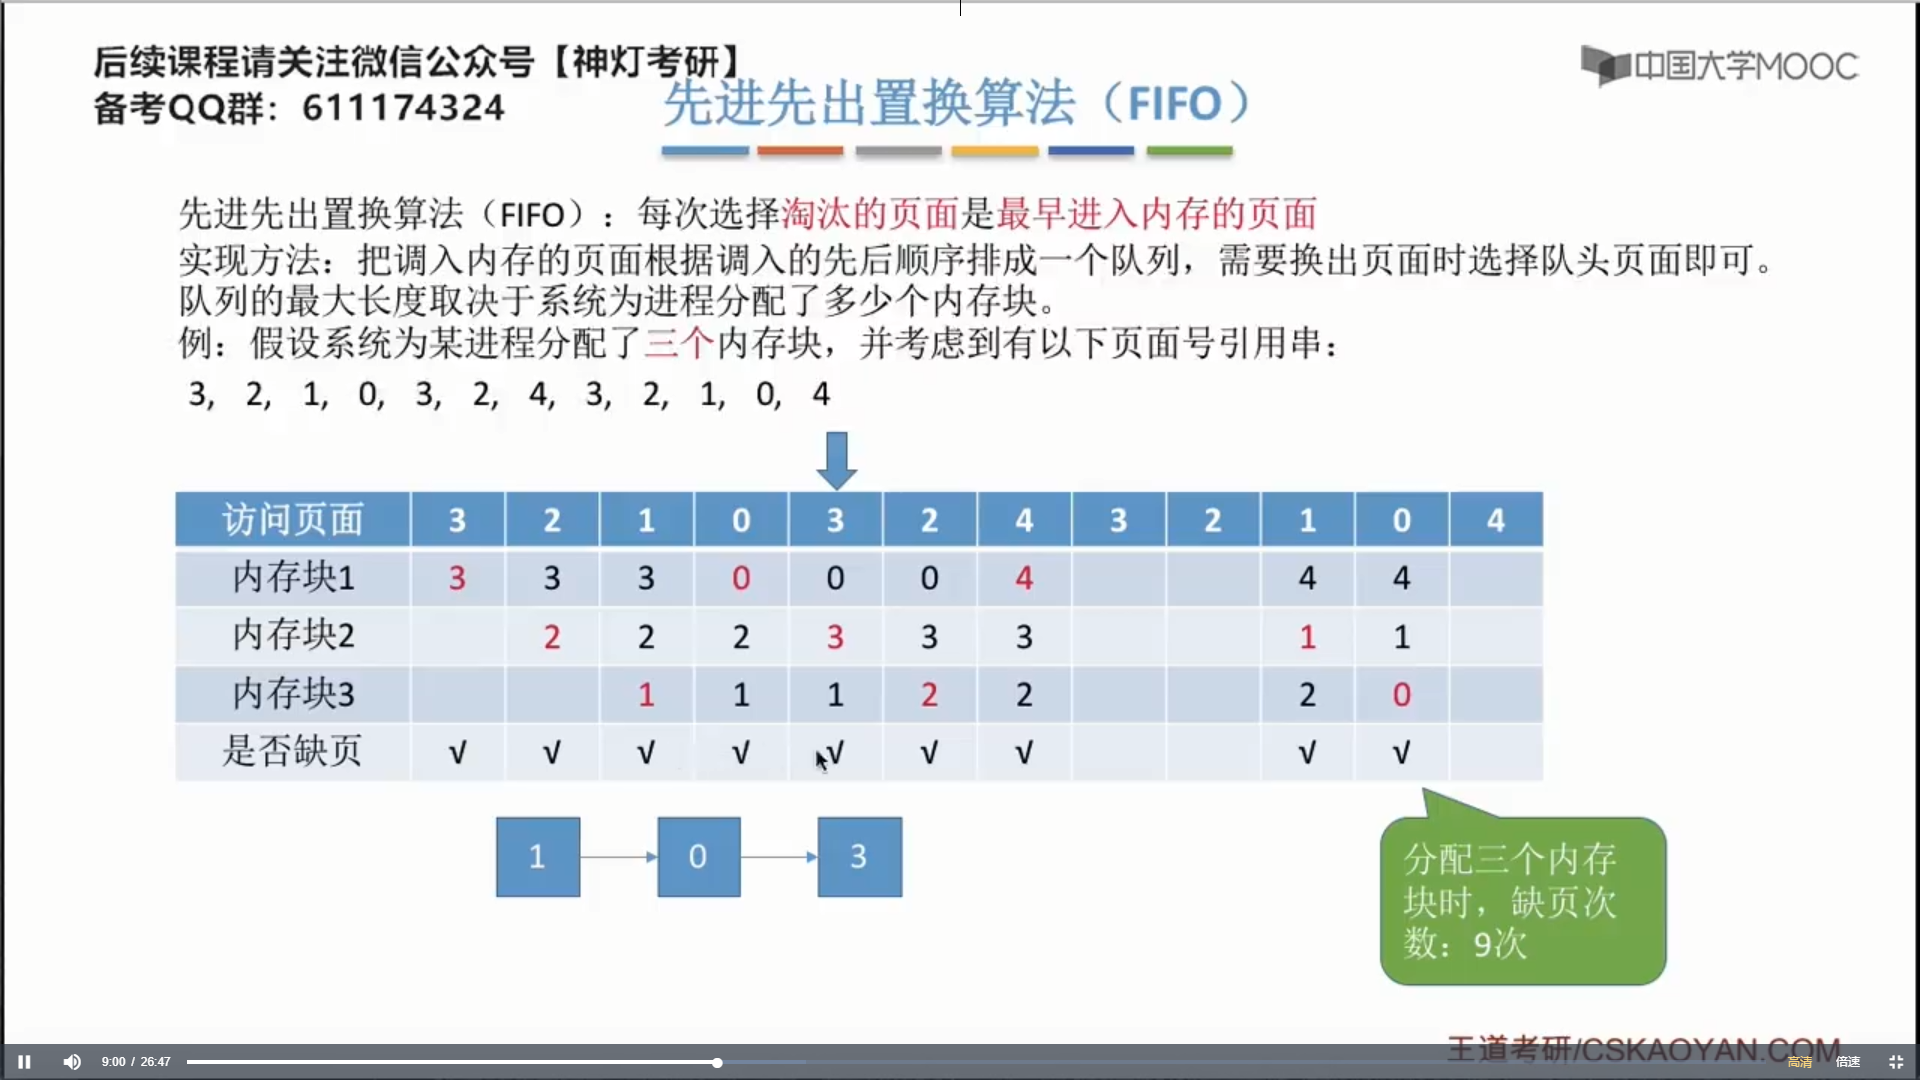 后续课程请关注微信公众号【神灯考研】
备考QQ群：611174324
中国大学MOOC
先进先出置换算法（FIFO）
先进先出置换算法（FIFO）：每次选择淘汰的页面是最早进入内存的页面
实现方法：把调入内存的页面根据调入的先后顺序排成一个队列，需要换出页面时选择队头页面即可。
队列的最大长度取决于系统为进程分配了多少个内存块。
例：假设系统为某进程分配了三个内存块，并考虑到有以下页面号引用串：
3, 2, 1, 0, 3, 2, 4, 3, 2, 1, 0, 4
访问页面 3 2 1 0 3 2 4 3 2 1 0 4
内存块1 3 3 3 0 0 0 4 4 4
内存块2 2 2 2 3 3 3 1 1
内存块3 1 1 1 2 2 2 0
是否缺页 √ √ √ √ √ √ √ √ √
1 0 3
分配三个内存
块时，缺页次
数：9次
王道考研/CSKAOYAN.COM
9:00 / 26:47
高清 倍速